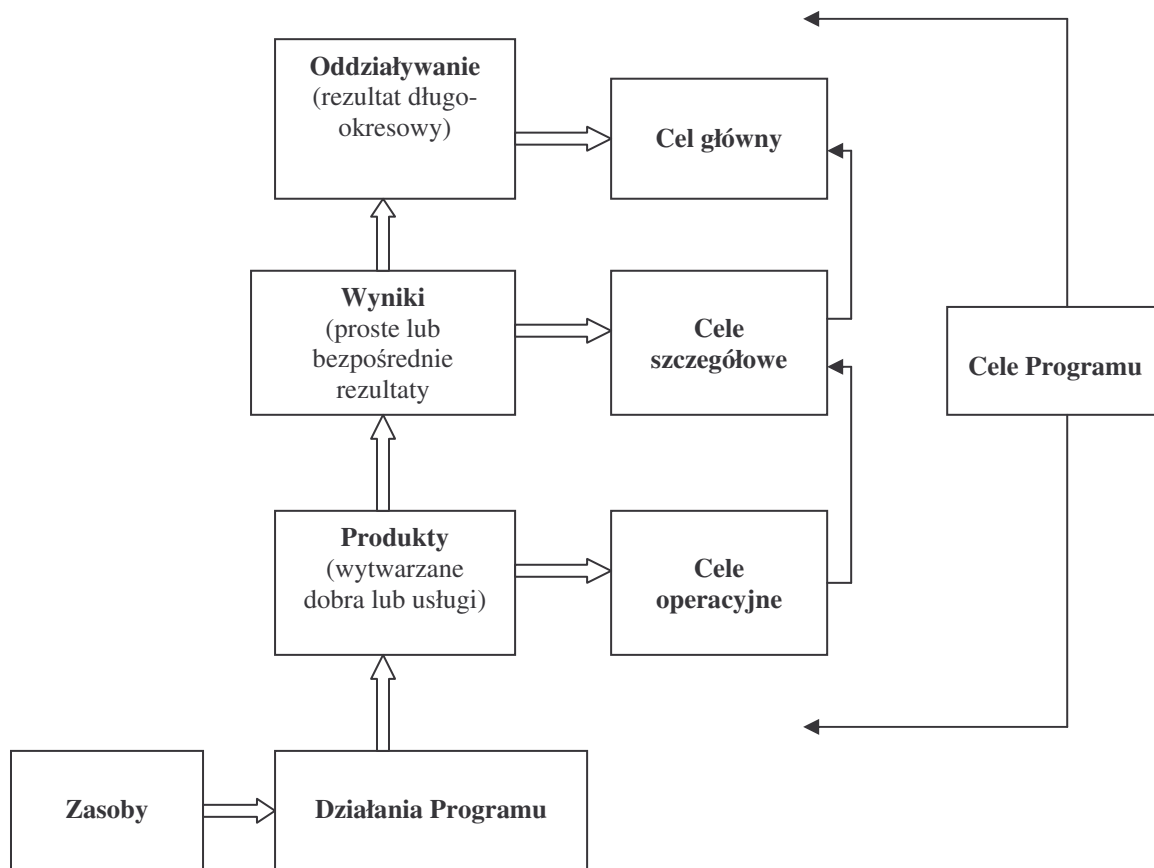 Oddziaływanie
(rezultat długo-
okresowy)
Cel główny
Wyniki
(proste lub
bezpośrednie
rezultaty
Cele
szczegółowe
Cele Programu
Produkty
(wytwarzane
dobra lub usługi)
Cele
operacyjne
Zasoby
Działania Programu